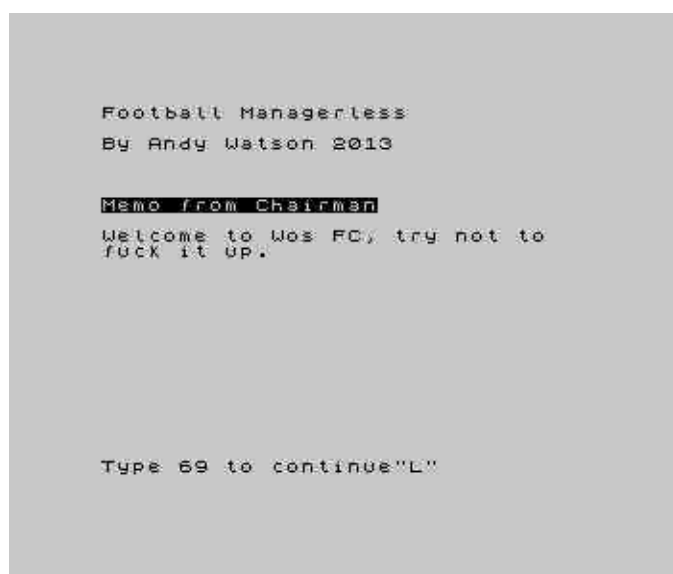 Football Managerless
By Andy Watson 2013
Memo from Chairman
Welcome to Wos FC, try not to
fuck it up.
Type 69 to continue"L"